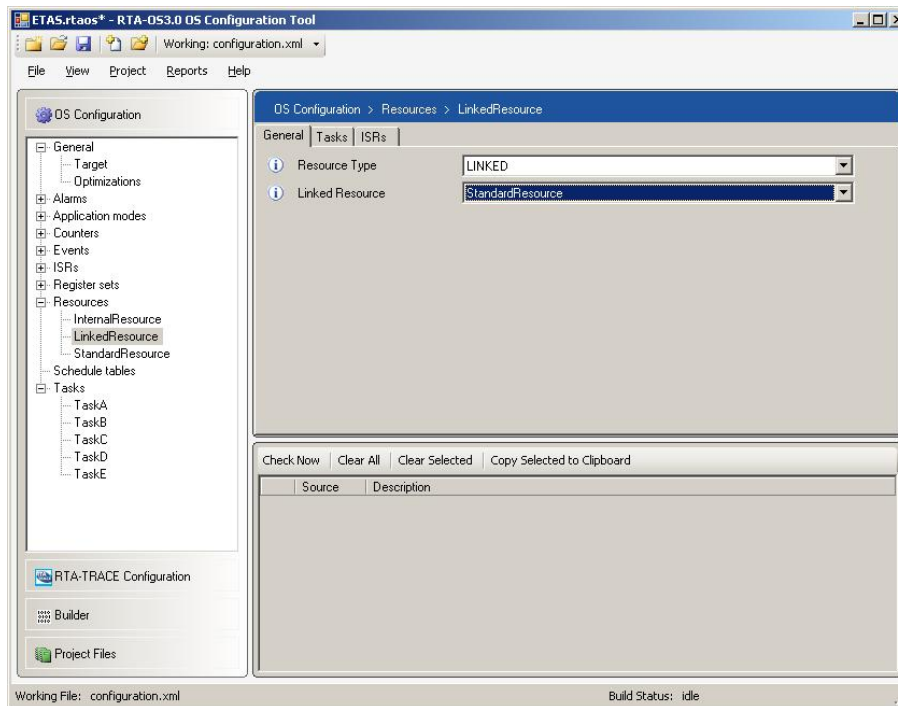 ETAS.rtaos* - RTA-OS3.0 OS Configuration Tool
Working: configuration.xml
File View Project Reports Help
OS Configuration
General
Target
Optimizations
Alarms
Application modes
Counters
Events
ISRs
Register sets
Resources
InternalResource
LinkedResource
StandardResource
Schedule tables
Tasks
TaskA
TaskB
TaskC
TaskD
TaskE
RTA-TRACE Configuration
Builder
Project Files
OS Configuration > Resources > LinkedResource
General Tasks ISRs
Resource Type LINKED
Linked Resource StandardResource
Check Now Clear All Clear Selected Copy Selected to Clipboard
Source Description
Working File: configuration.xml Build Status: idle